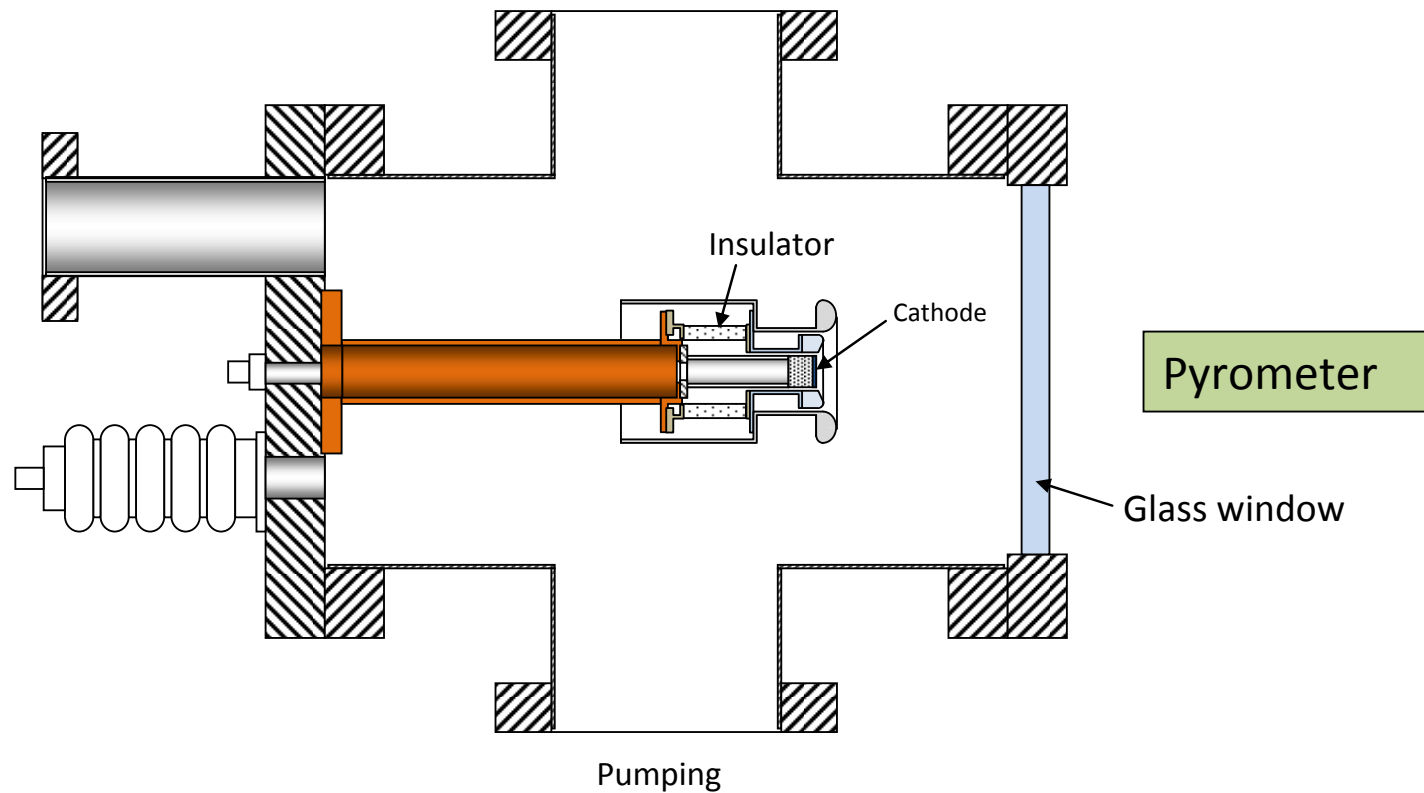 Insulator
Cathode
Pyrometer
Glass window
Pumping